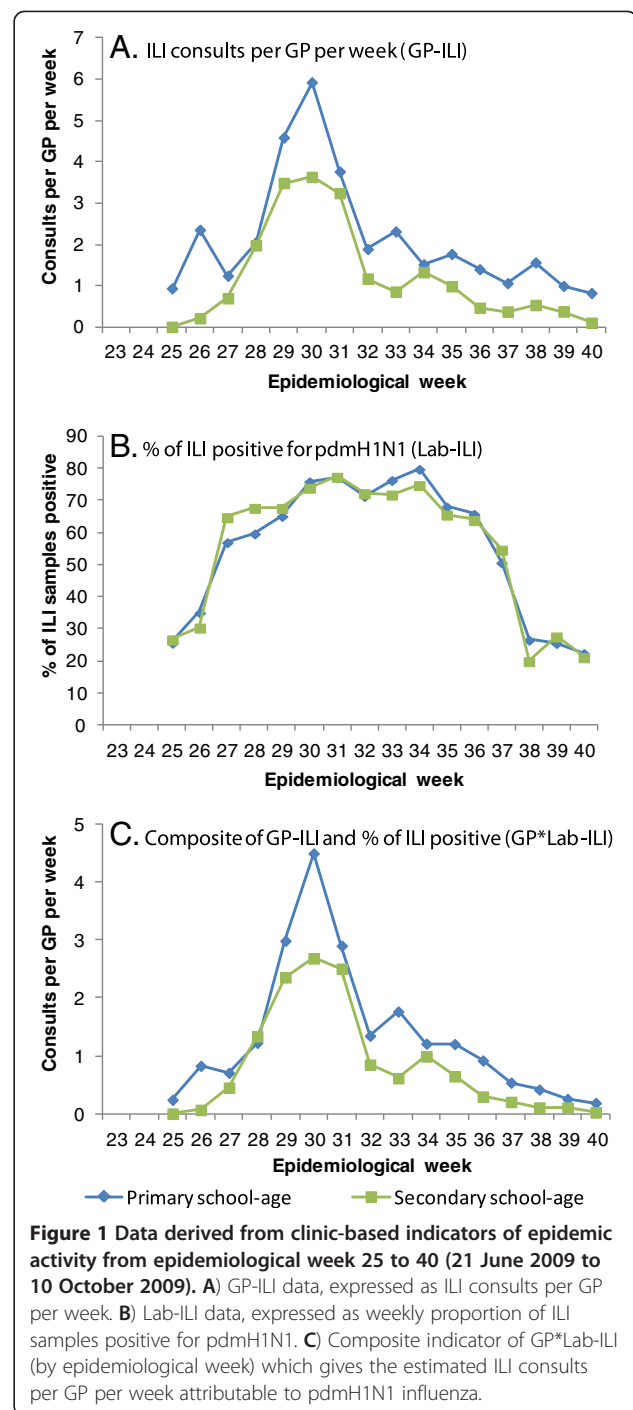 A. ILI consults per GP per week (GP-ILI)
Consults per GP per week
7
6
5
4
3
2
1
0
23 24 25 26 27 28 29 30 31 32 33 34 35 36 37 38 39 40
Epidemiological week
B. % of ILI positive for pdmH1N1 (Lab-ILI)
% of ILI samples positive
90
80
70
60
50
40
30
20
10
0
23 24 25 26 27 28 29 30 31 32 33 34 35 36 37 38 39 40
Epidemiological week
C. Composite of GP-ILI and % of ILI positive (GP*Lab-ILI)
Consults per GP per week
5
4
3
2
1
0
23 24 25 26 27 28 29 30 31 32 33 34 35 36 37 38 39 40
Epidemiological week
Primary school-age Secondary school-age
Figure 1 Data derived from clinic-based indicators of epidemic
activity from epidemiological week 25 to 40 (21 June 2009 to
10 October 2009). A) GP-ILI data, expressed as ILI consults per GP
per week. B) Lab-ILI data, expressed as weekly proportion of ILI
samples positive for pdmH1N1. C) Composite indicator of GP*Lab-ILI
(by epidemiological week) which gives the estimated ILI consults
per GP per week attributable to pdmH1N1 influenza.